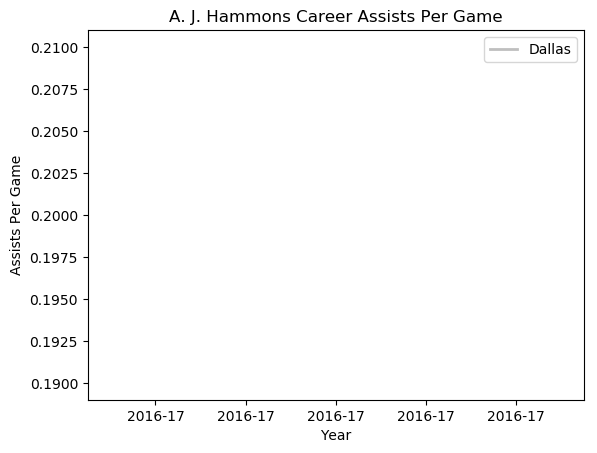 A. J. Hammons Career Assists Per Game
Dallas
0.2100
0.2075
0.2050
0.2025
0.2000
0.1975
0.1950
0.1925
0.1900
Assists Per Game
2016-17 2016-17 2016-17 2016-17 2016-17
Year